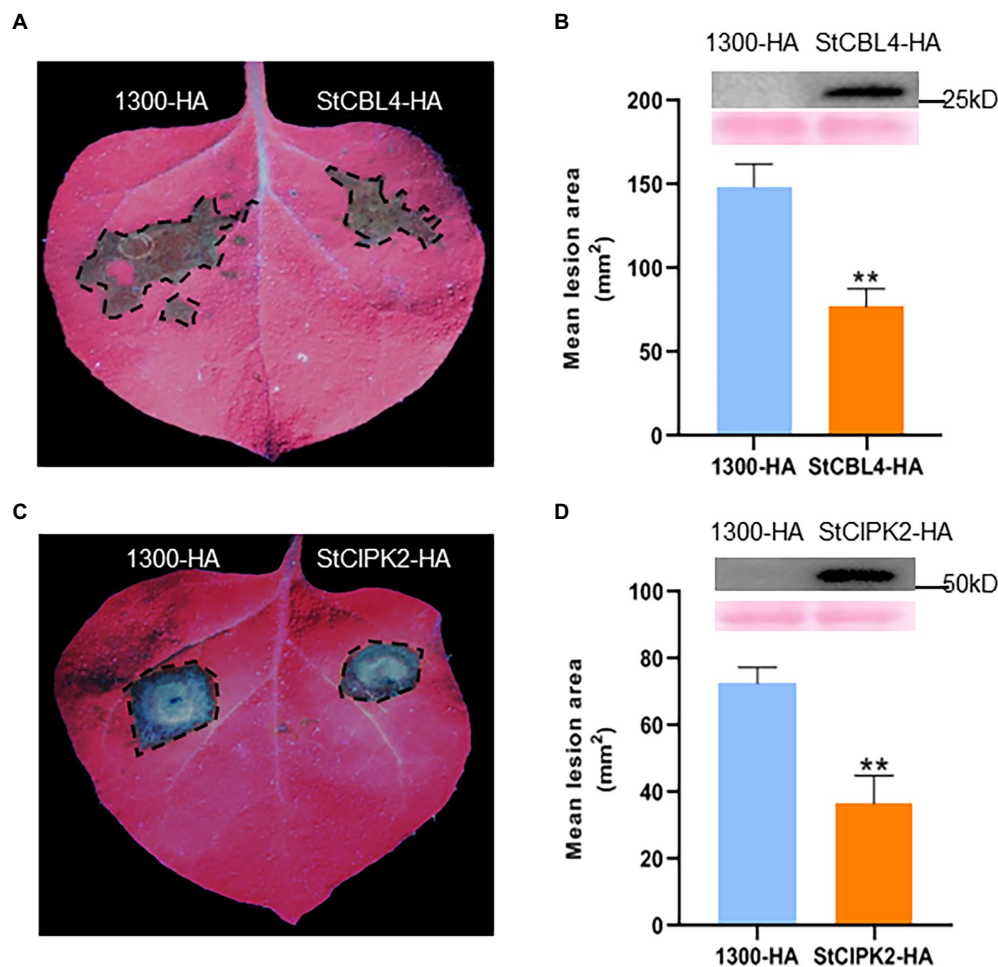 A
1300-HA StCBL4-HA
B
1300-HA StCBL4-HA
25kD
200
150
100
50
0
Mean lesion area
(mm²)
**
1300-HA StCBL4-HA
C
1300-HA StCIPK2-HA
D
1300-HA StCIPK2-HA
50kD
100
80
60
40
20
0
Mean lesion area
(mm²)
**
1300-HA StCIPK2-HA